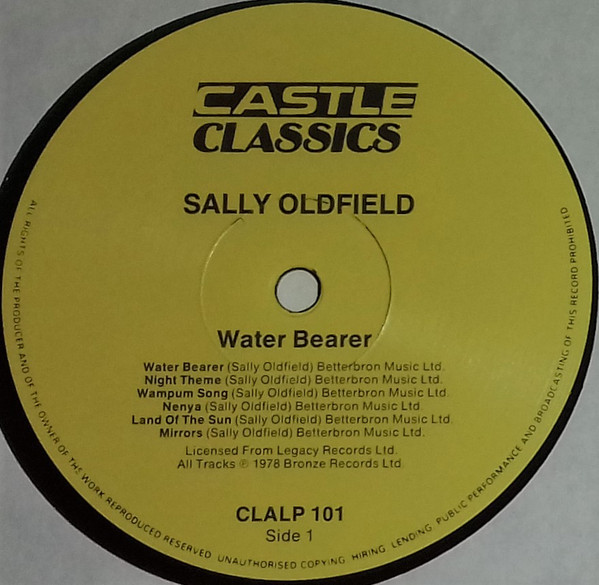 CASTLE
CLASSICS
SALLY OLDFIELD
Water Bearer
Water Bearer (Sally Oldfield) Betterbron Music Ltd.
Night Theme (Sally Oldfield) Betterbron Music Ltd.
Wampum Song (Sally Oldfield) Betterbron Music Ltd.
Nenya (Sally Oldfield) Betterbron Music Ltd.
Land Of The Sun (Sally Oldfield) Betterbron Music Ltd.
Mirrors (Sally Oldfield) Betterbron Music Ltd.
Licensed From Legacy Records Ltd.
All Tracks ℗ 1978 Bronze Records Ltd.
CLALP 101
Side 1
ALL RIGHTS OF THE PRODUCER AND OF THE OWNER OF THE WORK REPRODUCED RESERVED UNAUTHORISED COPYING, HIRING, LENDING, PUBLIC PERFORMANCE AND BROADCASTING OF THIS RECORD PROHIBITED